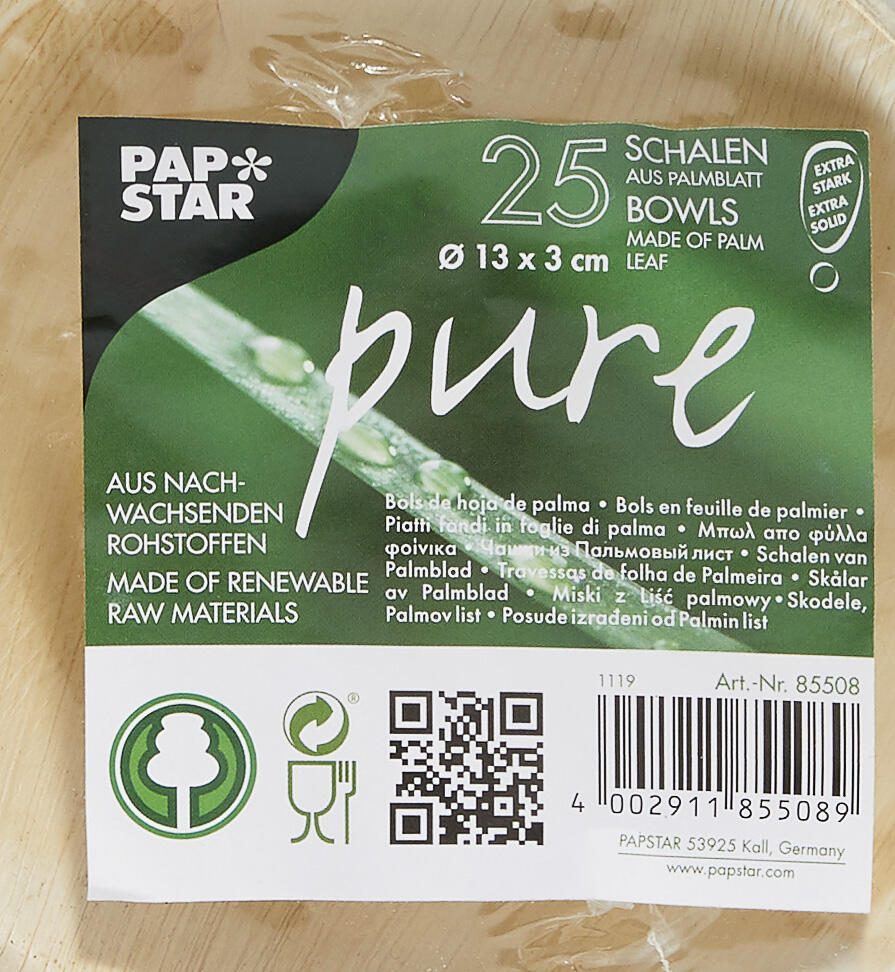 PAP*
STAR
25
SCHALEN
AUS PALMBLATT
BOWLS
MADE OF PALM
LEAF
Ø 13 x 3 cm
EXTRA
STARK
EXTRA
SOLID
pure
AUS NACH-
WACHSENDEN
ROHSTOFFEN
MADE OF RENEWABLE
RAW MATERIALS
Bols de hoja de palma • Bols en feuille de palmier •
Piatti fondi in foglie di palma • Μπωλ απο φύλλα
φοίνικα • Чашки из Пальмовый лист • Schalen van
Palmblad • Travessas de folha de Palmeira • Skålar
av Palmblad • Miski z Liść palmowy • Skodele,
Palmov list • Posude izrađeni od Palmin list
®
1119
Art.-Nr. 85508
4 002911 855089
PAPSTAR 53925 Kall, Germany
www.papstar.com